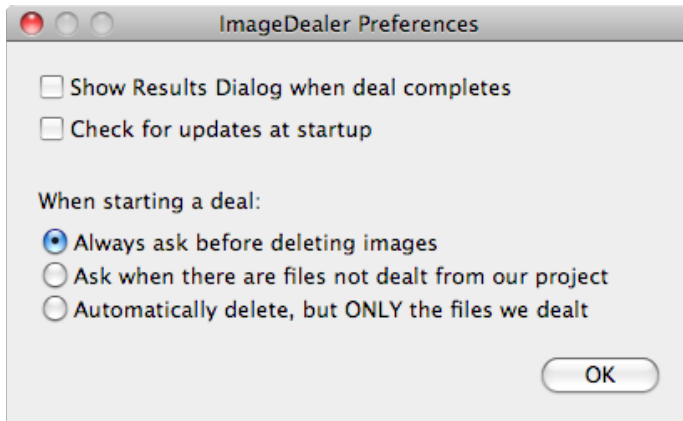 ImageDealer Preferences
Show Results Dialog when deal completes
Check for updates at startup
When starting a deal:
Always ask before deleting images
Ask when there are files not dealt from our project
Automatically delete, but ONLY the files we dealt
OK